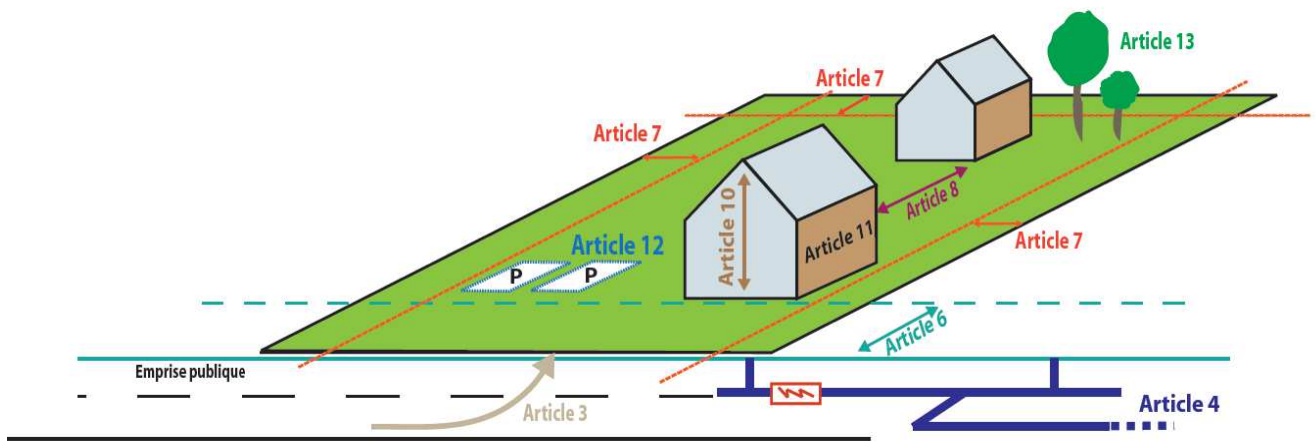 Article 13
Article 7
Article 7
Article 8
Article 10
Article 11
Article 12
Article 7
P
P
Article 6
Emprise publique
Article 3
Article 4